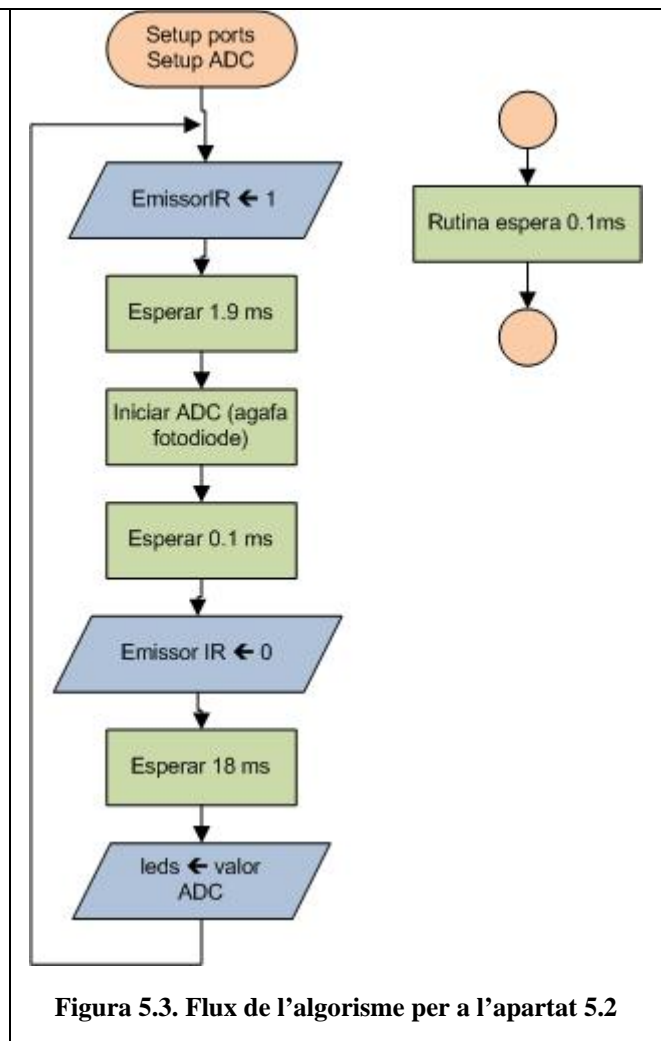 Setup ports
Setup ADC
EmissorIR ← 1
Esperar 1.9 ms
Iniciar ADC (agafa
fotodiode)
Esperar 0.1 ms
Emissor IR ← 0
Esperar 18 ms
leds ← valor
ADC
Rutina espera 0.1ms
Figura 5.3. Flux de l'algorisme per a l'apartat 5.2